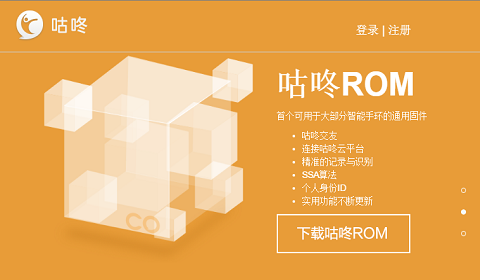 咕咚
登录 | 注册
咕咚ROM
首个可用于大部分智能手环的通用固件
咕咚交友
连接咕咚云平台
精准的记录与识别
SSA算法
个人身份ID
实用功能不断更新
CO
下载咕咚ROM